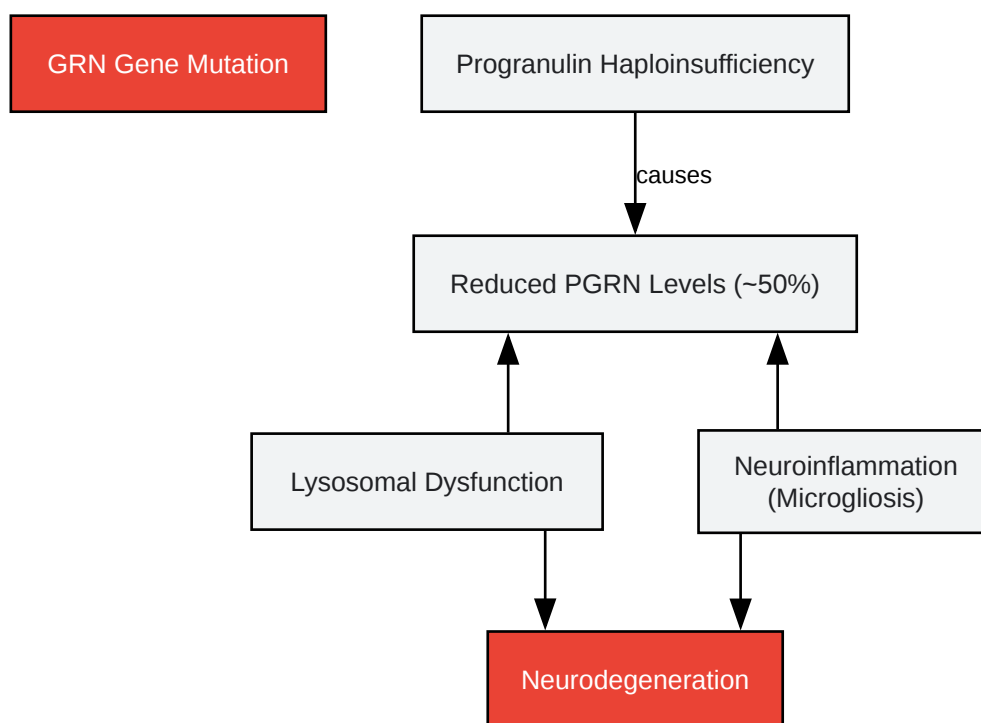 GRN Gene Mutation
Progranulin Haploinsufficiency
causes
Reduced PGRN Levels (~50%)
Lysosomal Dysfunction
Neuroinflammation
(Microgliosis)
Neurodegeneration